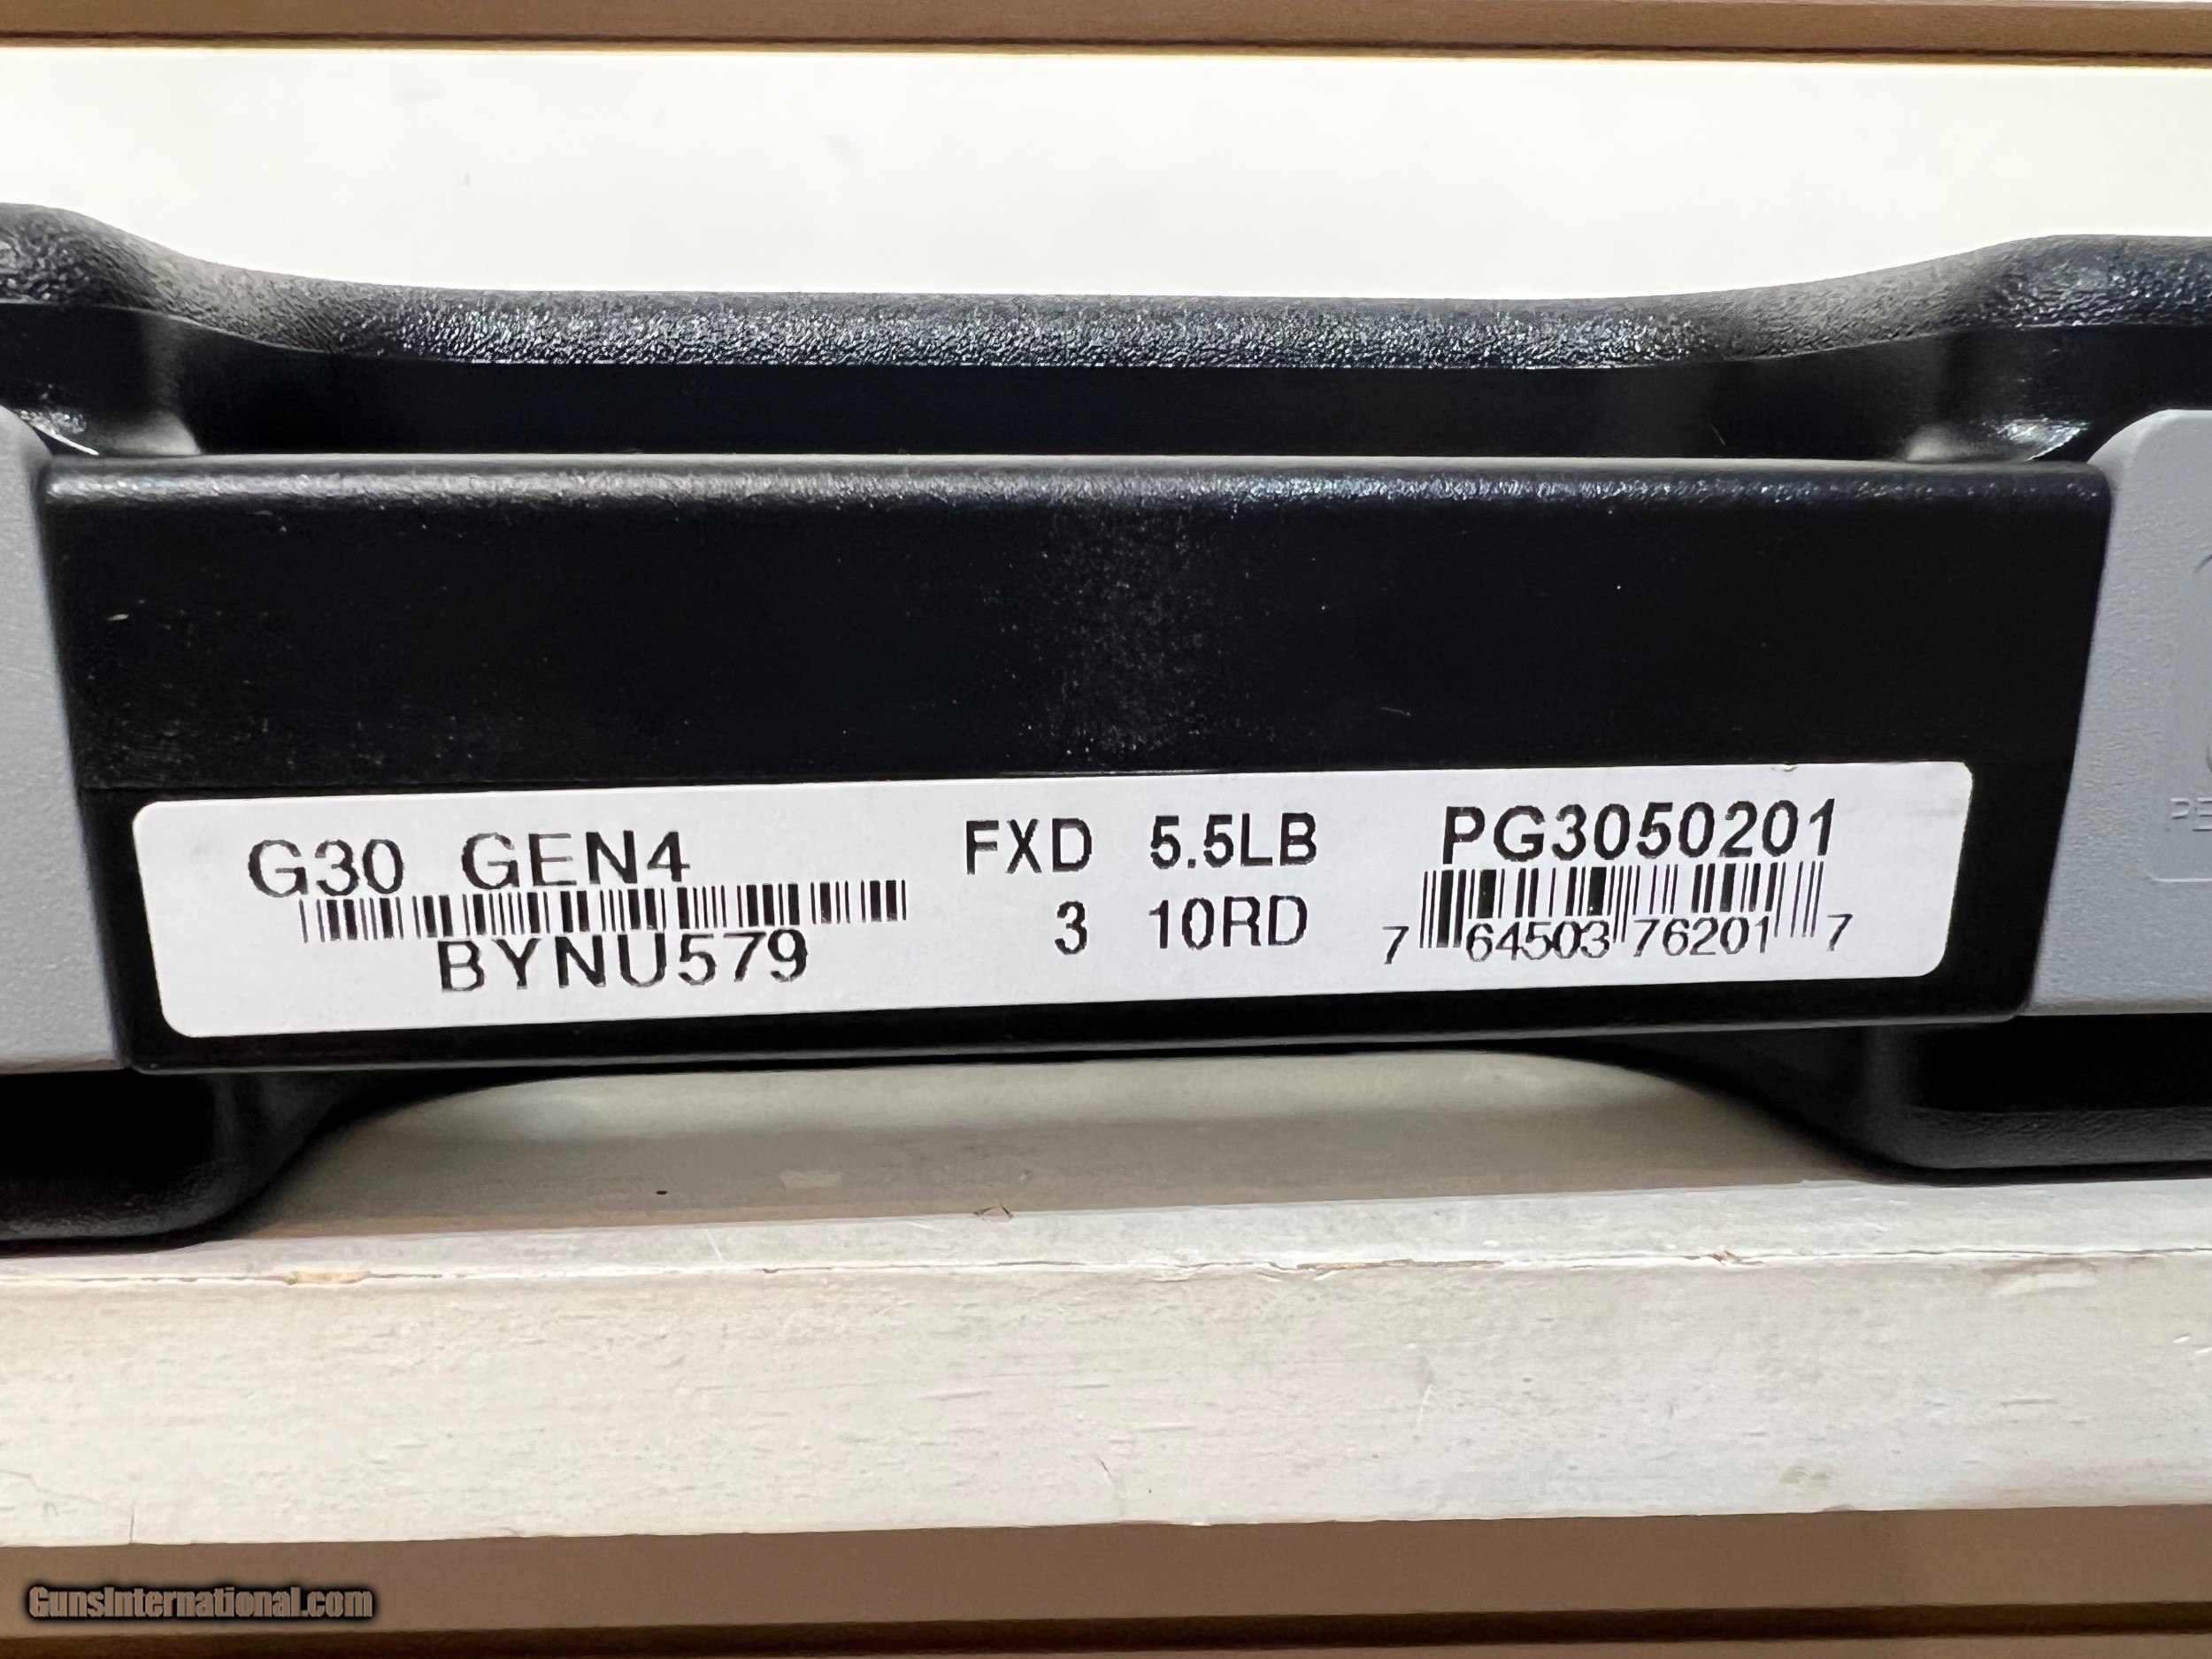 G30 GEN4 FXD 5.5LB PG3050201
BYNU579 3 10RD 7 64503 76201 7
GunsInternational.com